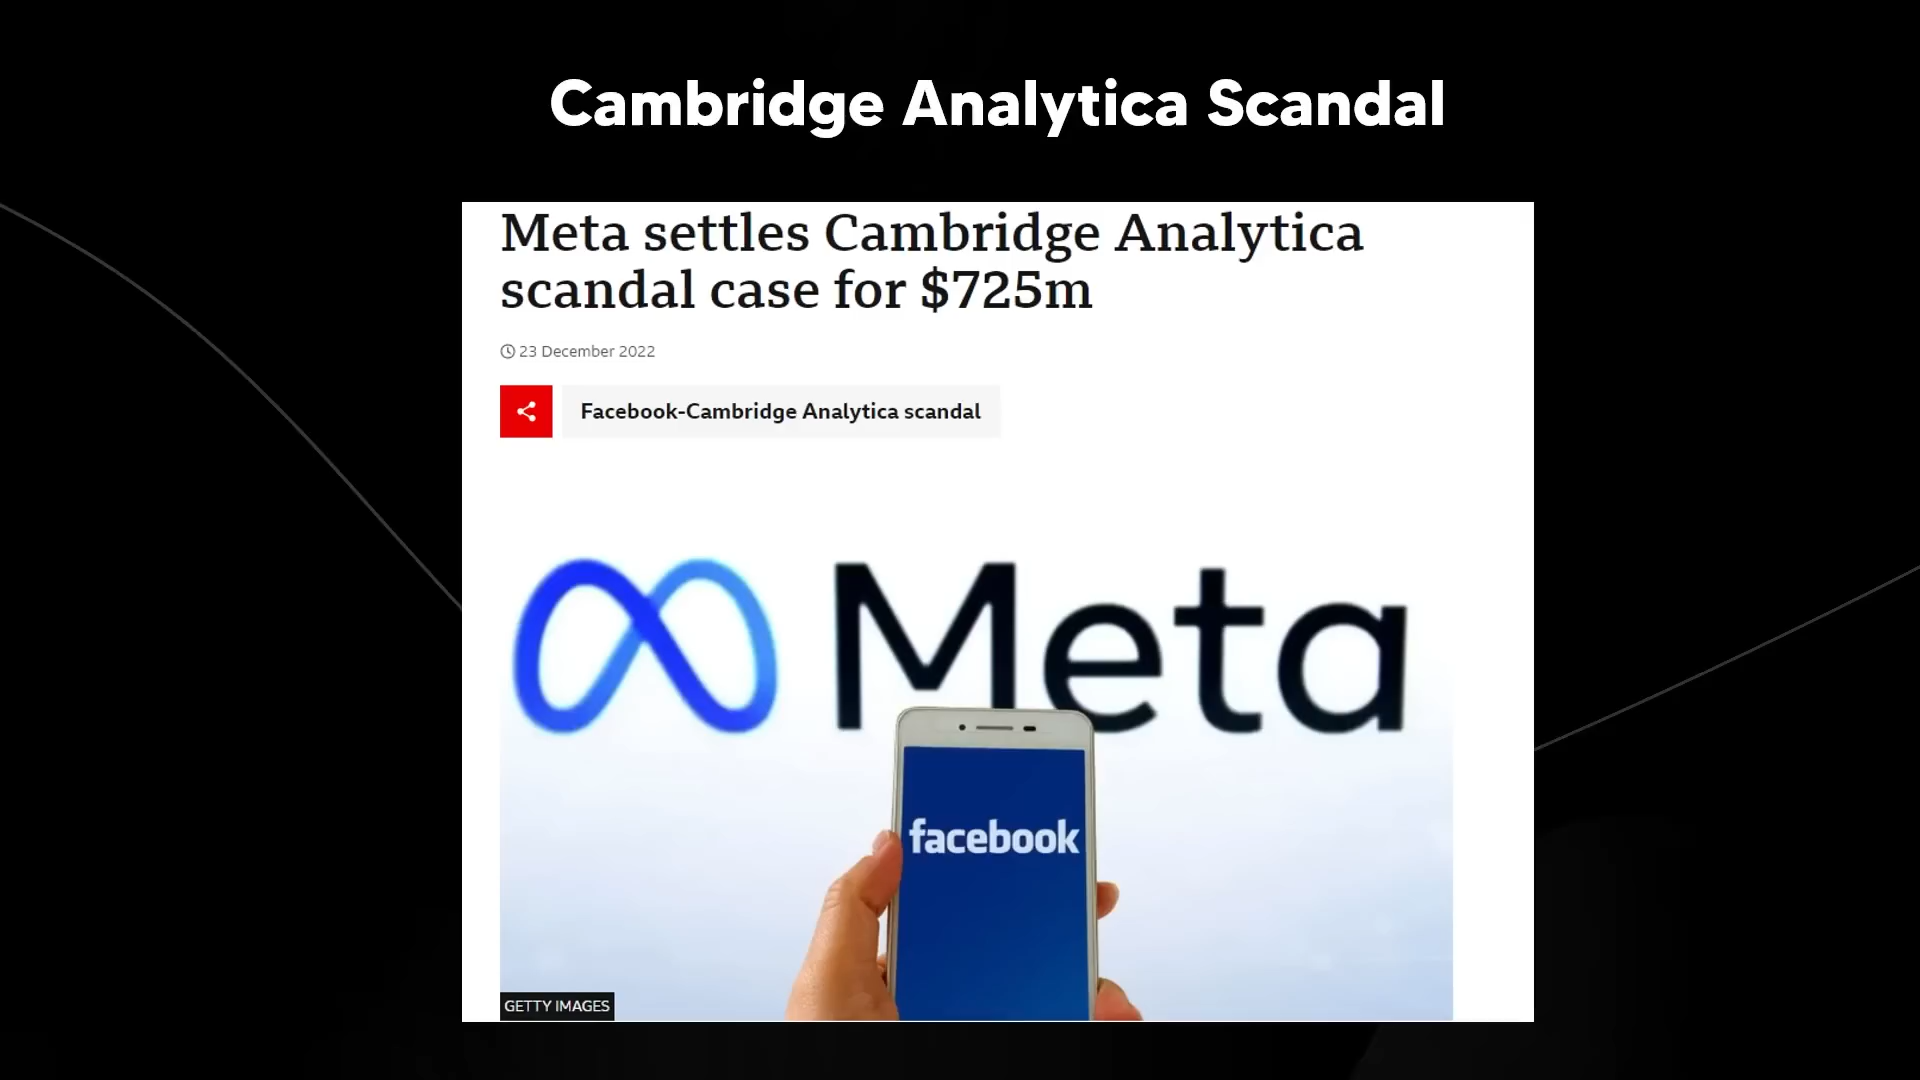 Cambridge Analytica Scandal
Meta settles Cambridge Analytica
scandal case for $725m
23 December 2022
Facebook-Cambridge Analytica scandal
Meta
facebook
GETTY IMAGES